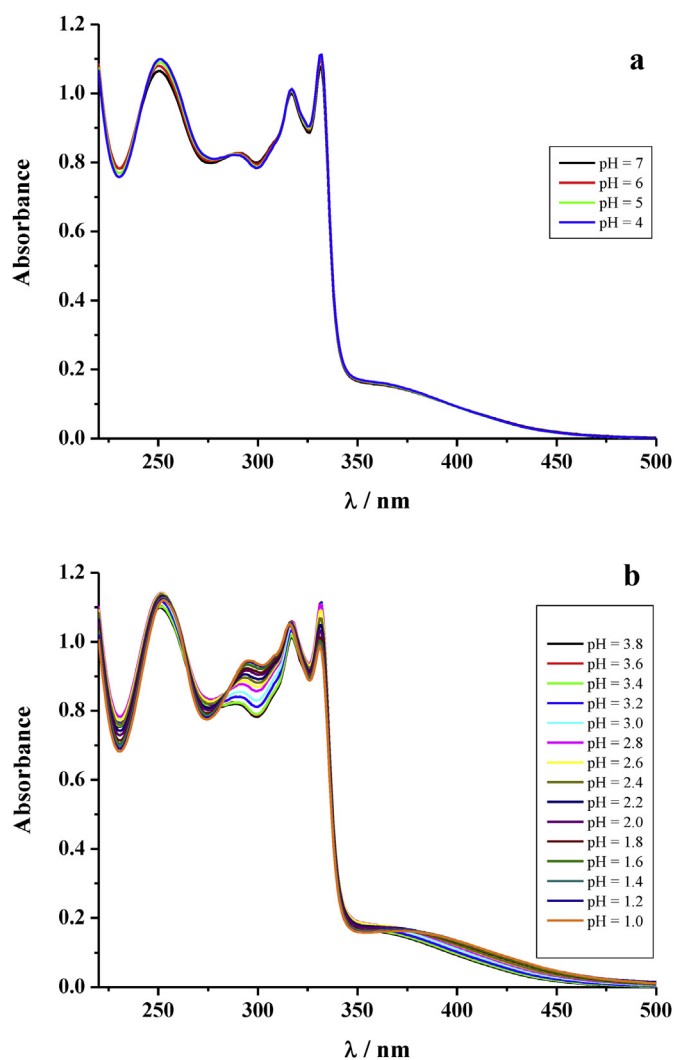 a
1.2
1.0
0.8
0.6
0.4
0.2
0.0
Absorbance
pH = 7
pH = 6
pH = 5
pH = 4
250 300 350 400 450 500
λ / nm
b
1.2
1.0
0.8
0.6
0.4
0.2
0.0
Absorbance
pH = 3.8
pH = 3.6
pH = 3.4
pH = 3.2
pH = 3.0
pH = 2.8
pH = 2.6
pH = 2.4
pH = 2.2
pH = 2.0
pH = 1.8
pH = 1.6
pH = 1.4
pH = 1.2
pH = 1.0
250 300 350 400 450 500
λ / nm